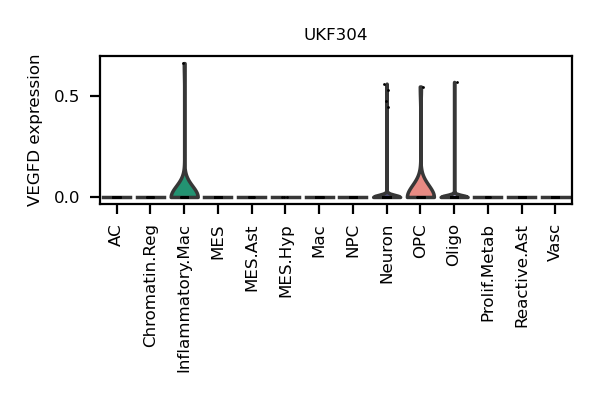 UKF304
VEGFD expression
0.5
0.0
AC
Chromatin.Reg
Inflammatory.Mac
MES
MES.Ast
MES.Hyp
Mac
NPC
Neuron
OPC
Oligo
Prolif.Metab
Reactive.Ast
Vasc